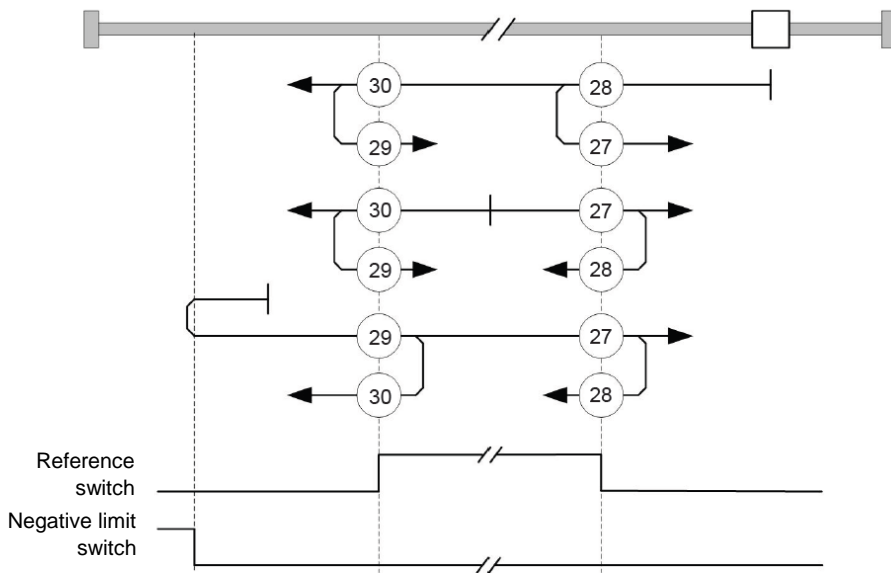 30 28
29 27
30 27
29 28
29 27
30 28
Reference
switch
Negative limit
switch